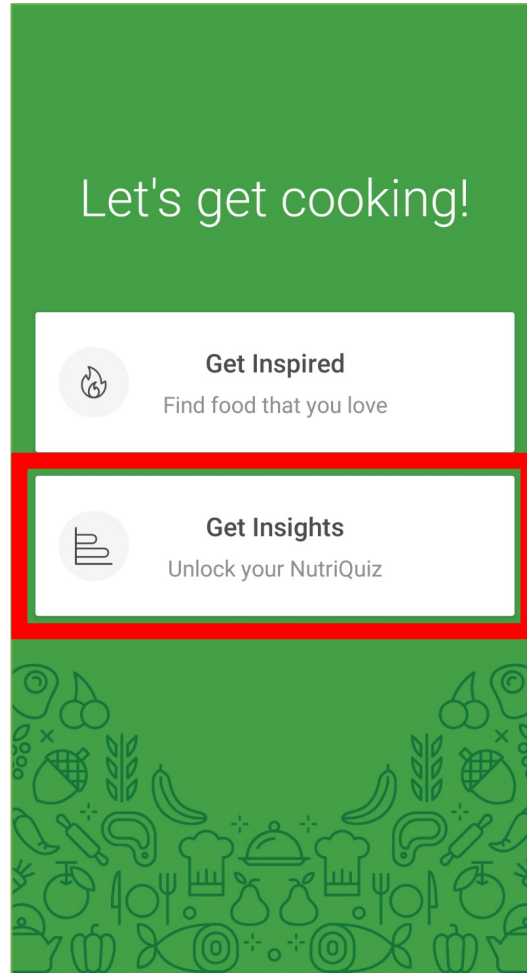 Let's get cooking!
Get Inspired
Find food that you love
Get Insights
Unlock your NutriQuiz